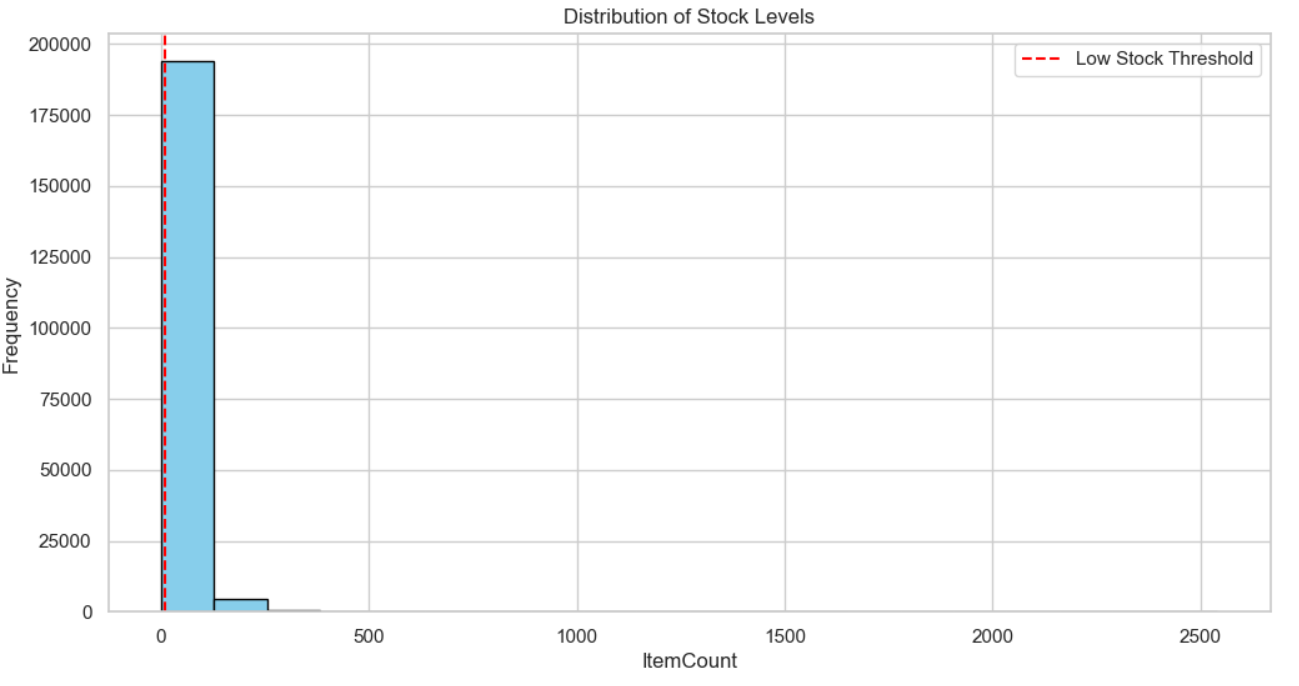 Distribution of Stock Levels
Low Stock Threshold
200000
175000
150000
125000
100000
75000
50000
25000
0
Frequency
0 500 1000 1500 2000 2500
ItemCount